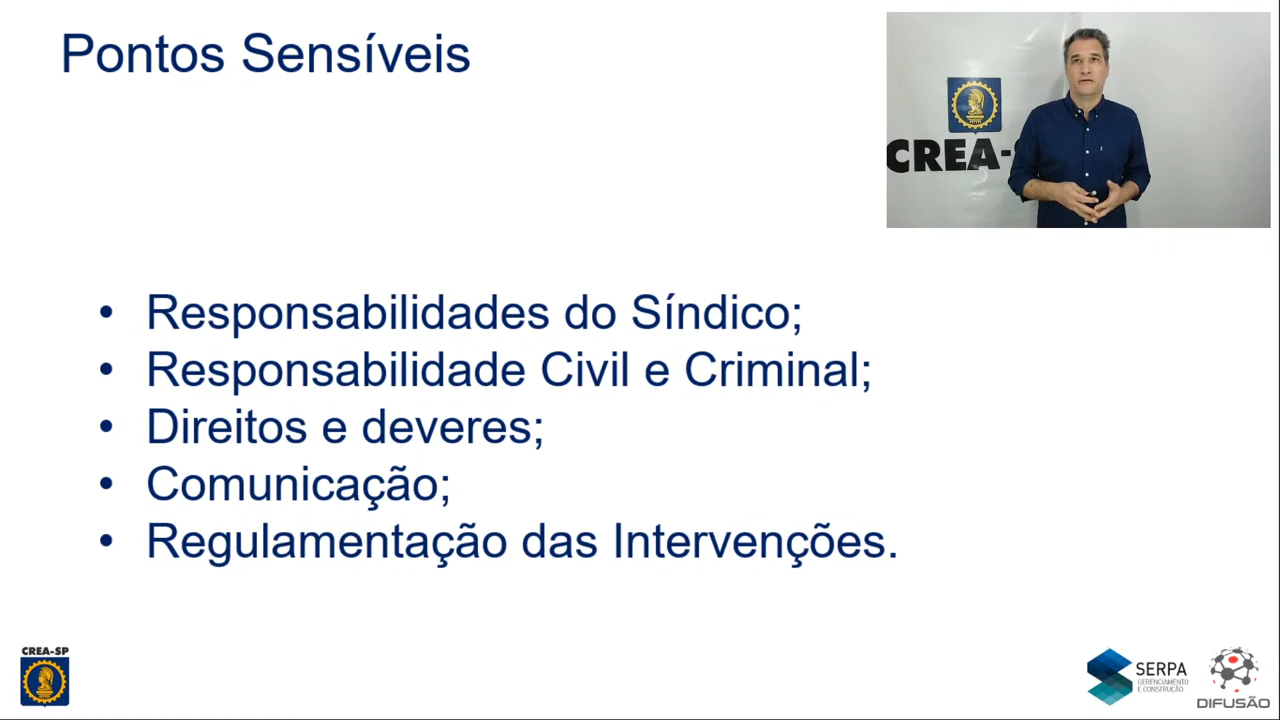 Pontos Sensíveis
CREA-S
• Responsabilidades do Síndico;
• Responsabilidade Civil e Criminal;
• Direitos e deveres;
• Comunicação;
• Regulamentação das Intervenções.
CREA-SP
SERPA
GERENCIAMENTO
E CONSTRUÇÃO
DIFUSÃO